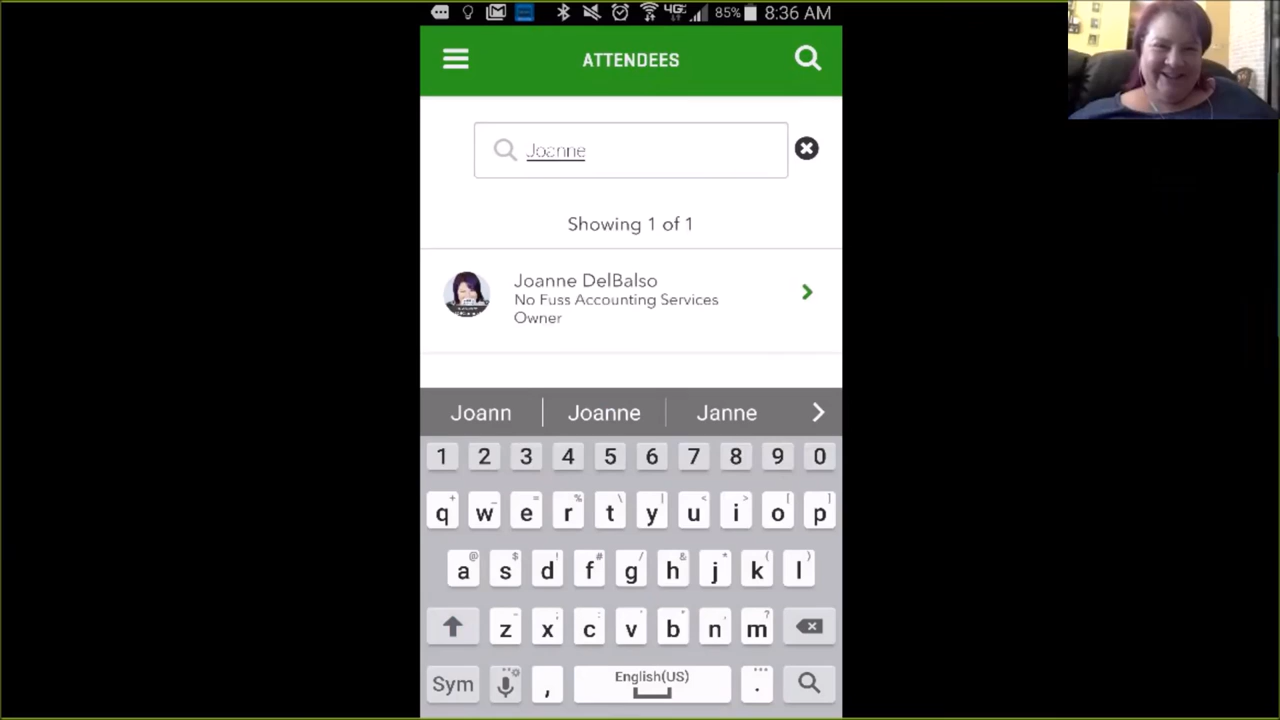 4G
85% 8:36 AM
ATTENDEES
Joanne
Showing 1 of 1
Joanne DelBalso
No Fuss Accounting Services
Owner
Joann Joanne Janne
1 2 3 4 5 6 7 8 9 0
q w e r t y u i o p
a s d f g h j k l
z x c v b n m
Sym , English(US) .